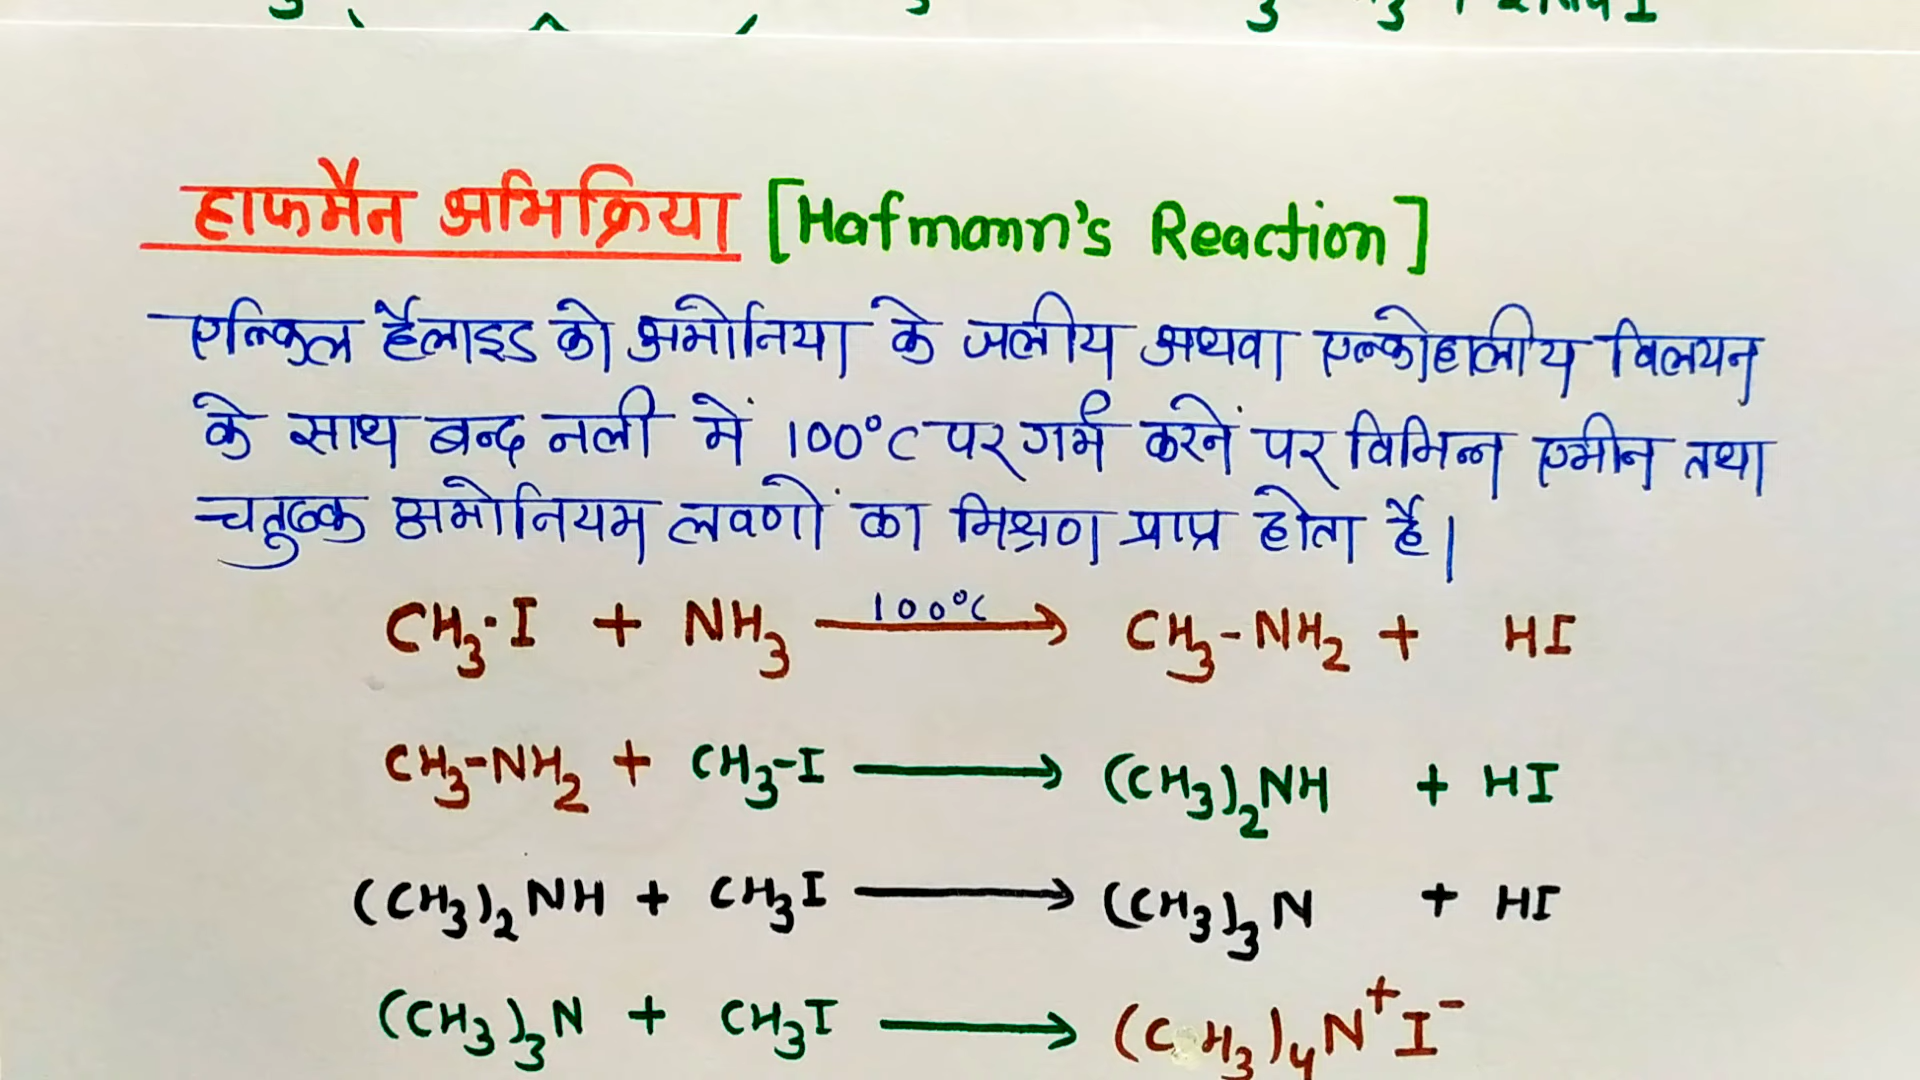 हाफमैन अभिक्रिया [Hofmann's Reaction]
एल्किल हैलाइड को अमोनिया के जलीय अथवा एल्कोहालीय विलयन
के साथ बन्द नली में 100°C पर गर्म करनें पर विभिन्न एमीन तथा
चतुष्क अमोनियम लवणों का मिश्रण प्राप्त होता है।
CH₃-I + NH₃ 100°C → CH₃-NH₂ + HI
CH₃-NH₂ + CH₃-I → (CH₃)₂NH + HI
(CH₃)₂NH + CH₃I → (CH₃)₃N + HI
(CH₃)₃N + CH₃I → (CH₃)₄N⁺I⁻